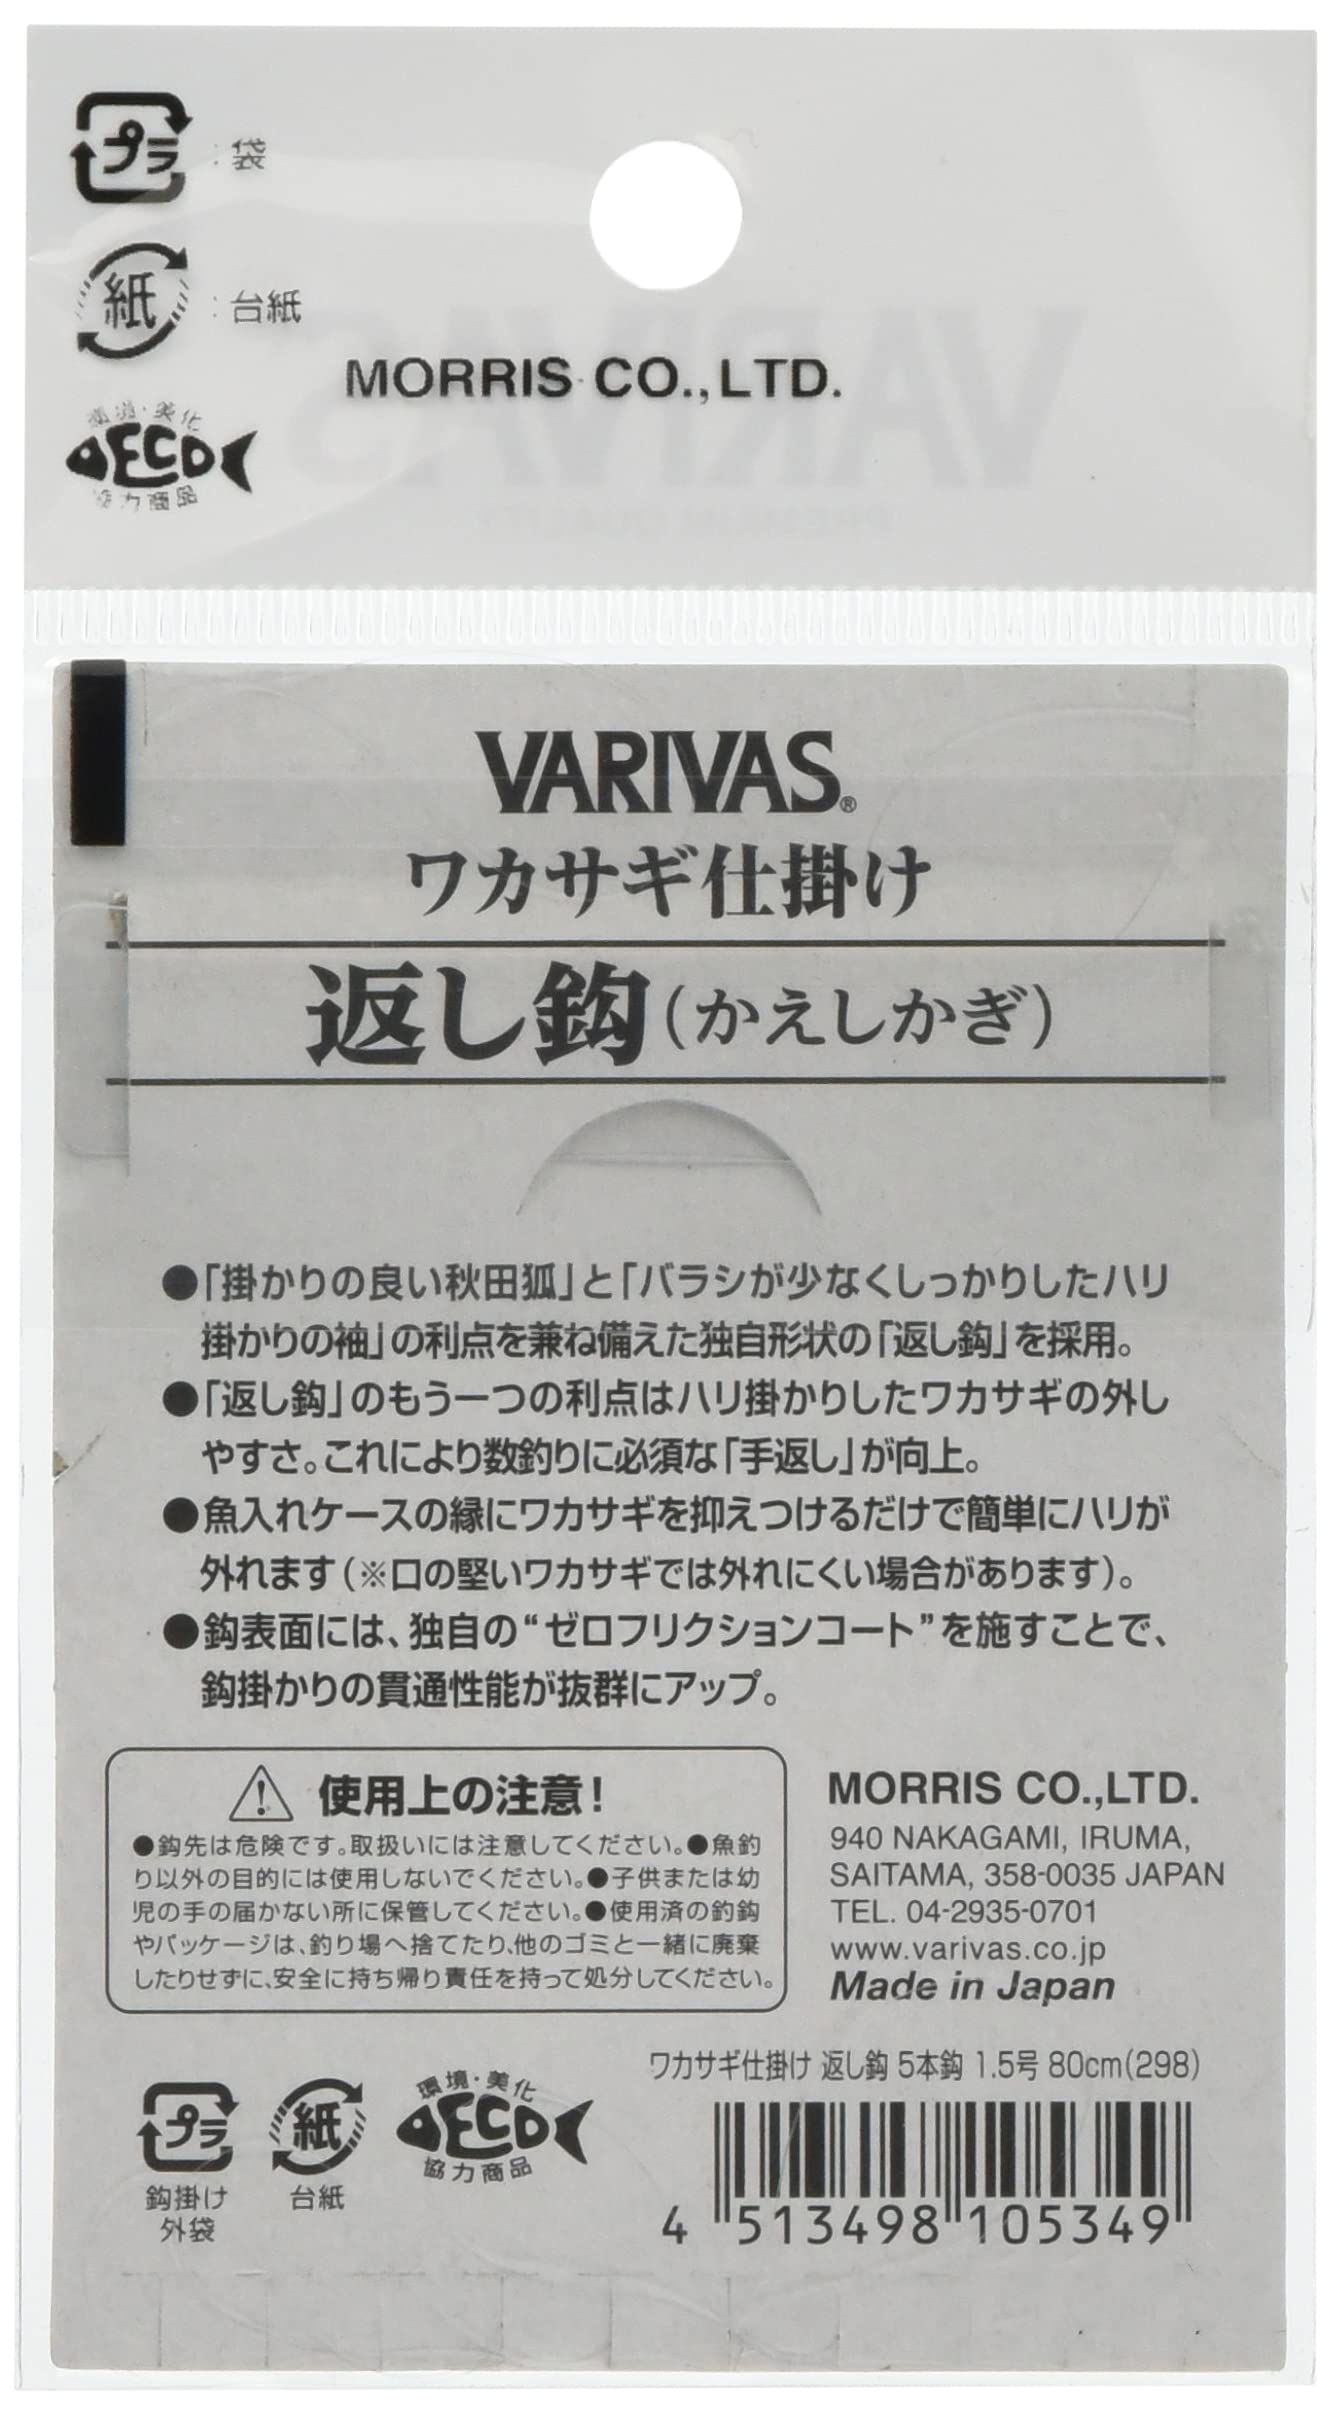 プラ
:袋
紙
:台紙
MORRIS CO.,LTD.
環境・美化
ECO
協力商品
VARIVAS®
ワカサギ仕掛け
返し鈎(かえしかぎ)
●「掛かりの良い秋田狐」と「バラシが少なくしっかりしたハリ
掛かりの袖」の利点を兼ね備えた独自形状の「返し鈎」を採用。
●「返し鈎」のもう一つの利点はハリ掛かりしたワカサギの外し
やすさ。これにより数釣りに必須な「手返し」が向上。
●魚入れケースの縁にワカサギを抑えつけるだけで簡単にハリが
外れます(※口の堅いワカサギでは外れにくい場合があります)。
●鈎表面には、独自の“ゼロフリクションコート”を施すことで、
鈎掛かりの貫通性能が抜群にアップ。
使用上の注意!
●鈎先は危険です。取扱いには注意してください。●魚釣
り以外の目的には使用しないでください。●子供または幼
児の手の届かない所に保管してください。●使用済の釣鈎
やパッケージは、釣り場へ捨てたり、他のゴミと一緒に廃棄
したりせずに、安全に持ち帰り責任を持って処分してください。
MORRIS CO.,LTD.
940 NAKAGAMI, IRUMA,
SAITAMA, 358-0035 JAPAN
TEL. 04-2935-0701
www.varivas.co.jp
Made in Japan
ワカサギ仕掛け 返し鈎 5本鈎 1.5号 80cm(298)
プラ
鈎掛け
外袋
紙
台紙
環境・美化
ECO
協力商品
4 513498 105349